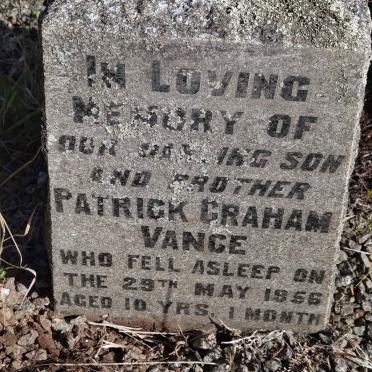 IN LOVING
MEMORY OF
OUR DARLING SON
AND BROTHER
PATRICK GRAHAM
VANCE
WHO FELL ASLEEP ON
THE 29TH MAY 1956
AGED 10 YRS. 1 MONTH